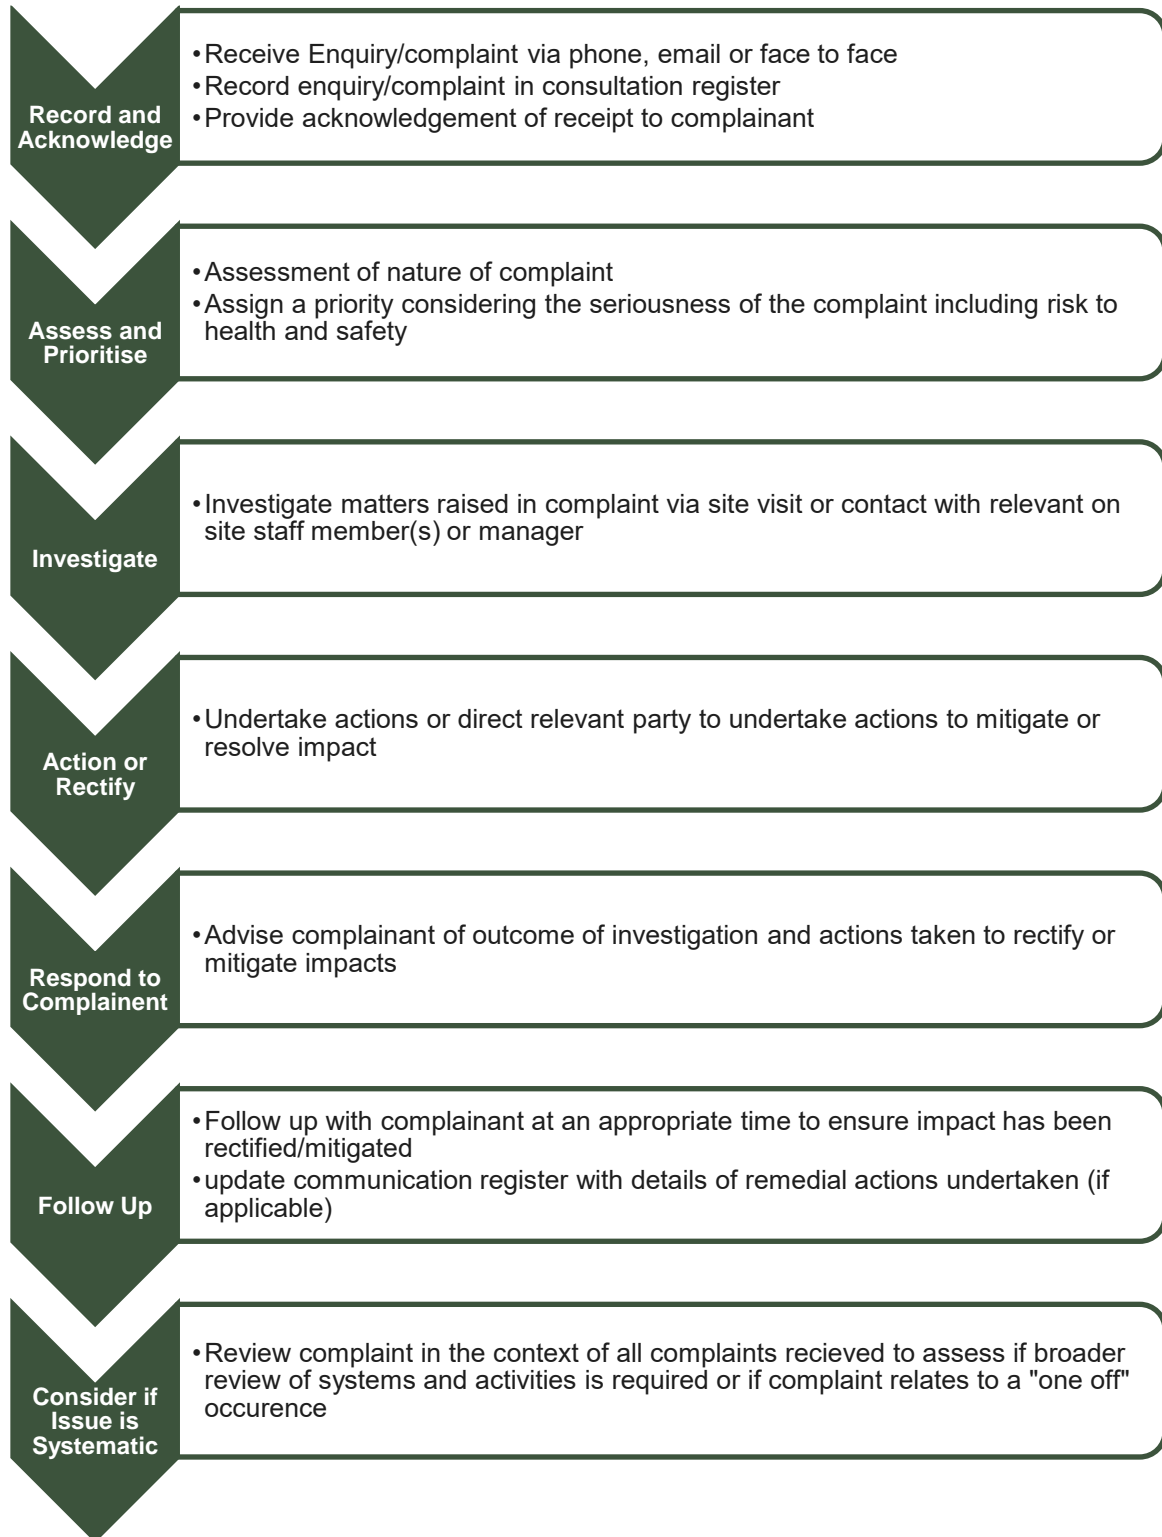 Record and
Acknowledge
•Receive Enquiry/complaint via phone, email or face to face
•Record enquiry/complaint in consultation register
•Provide acknowledgement of receipt to complainant
Assess and
Prioritise
•Assessment of nature of complaint
•Assign a priority considering the seriousness of the complaint including risk to
health and safety
Investigate
•Investigate matters raised in complaint via site visit or contact with relevant on
site staff member(s) or manager
Action or
Rectify
•Undertake actions or direct relevant party to undertake actions to mitigate or
resolve impact
Respond to
Complainent
•Advise complainant of outcome of investigation and actions taken to rectify or
mitigate impacts
Follow Up
•Follow up with complainant at an appropriate time to ensure impact has been
rectified/mitigated
•update communication register with details of remedial actions undertaken (if
applicable)
Consider if
Issue is
Systematic
•Review complaint in the context of all complaints recieved to assess if broader
review of systems and activities is required or if complaint relates to a "one off"
occurence